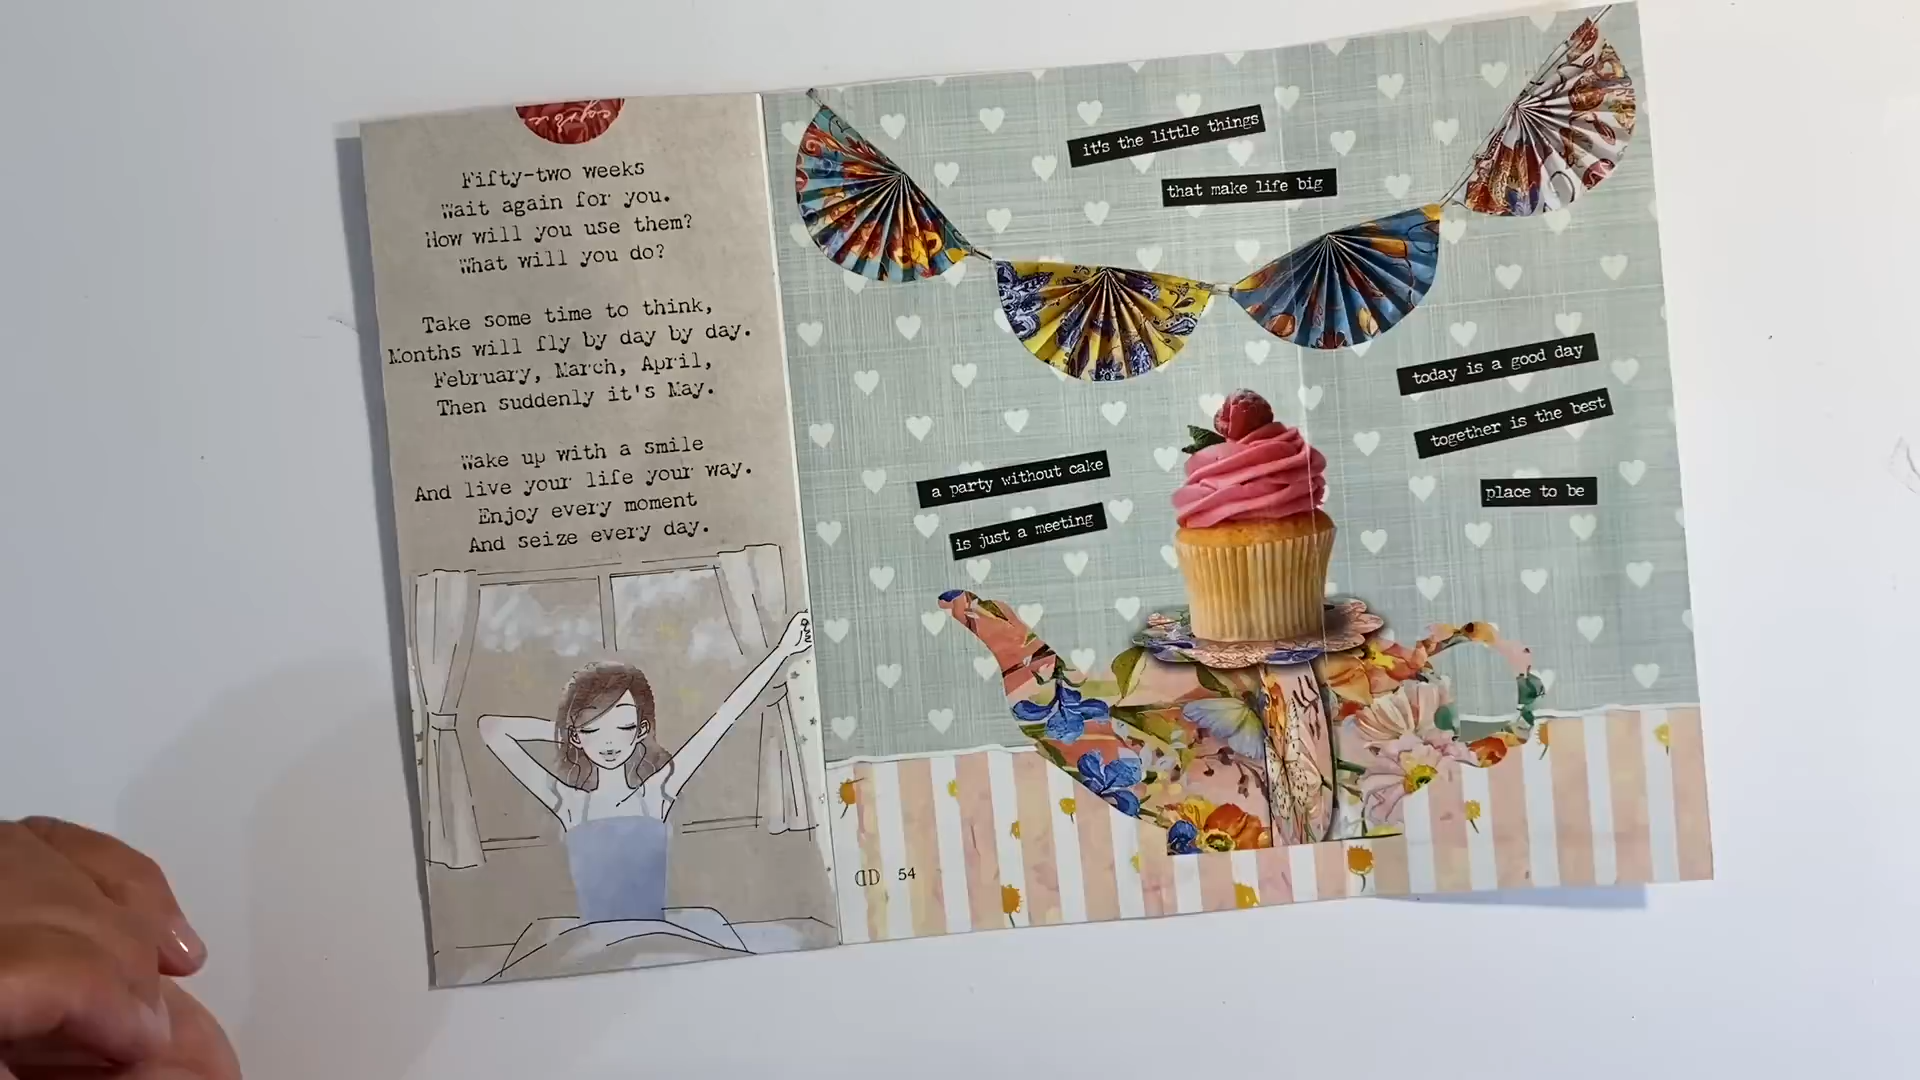 Fifty-two weeks
Wait again for you.
How will you use them?
What will you do?
Take some time to think,
Months will fly by day by day.
February, March, April,
Then suddenly it's May.
Wake up with a smile
And live your life your way.
Enjoy every moment
And seize every day.
it's the little things
that make life big
today is a good day
together is the best
place to be
a party without cake
is just a meeting
54